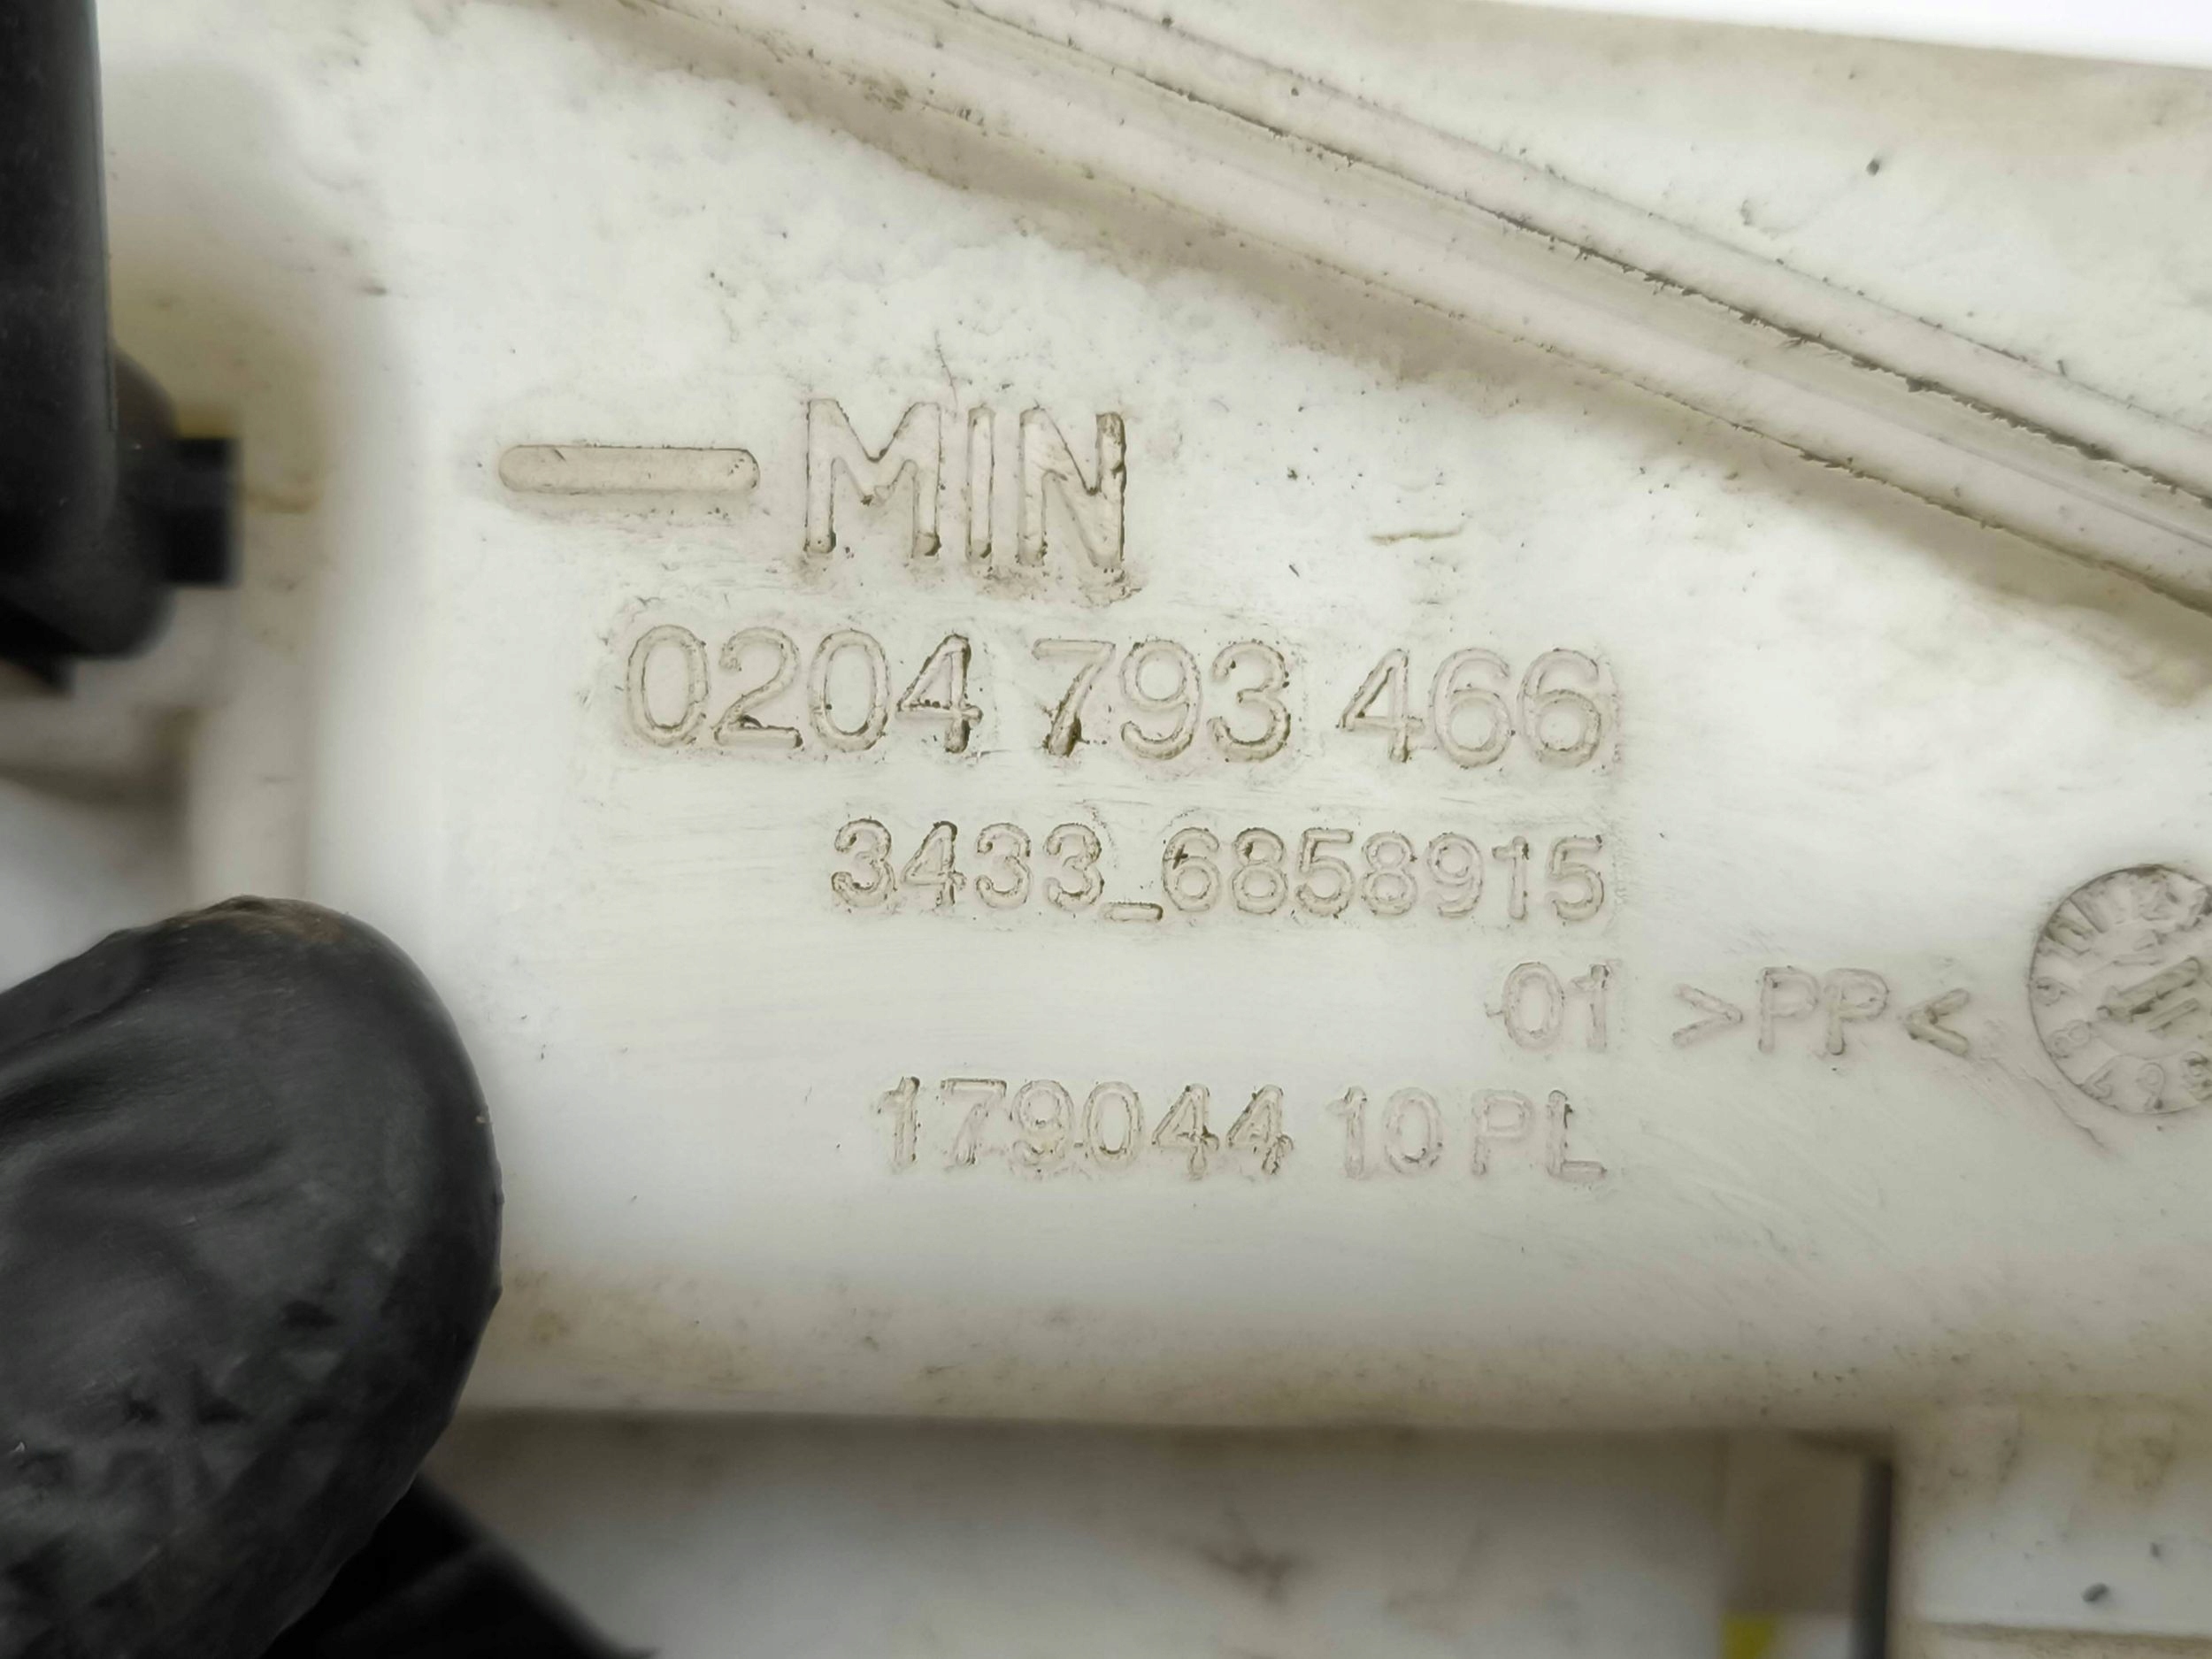 MIN
0204 793 466
3433_6858915
01 >PP<
179044 10 PL